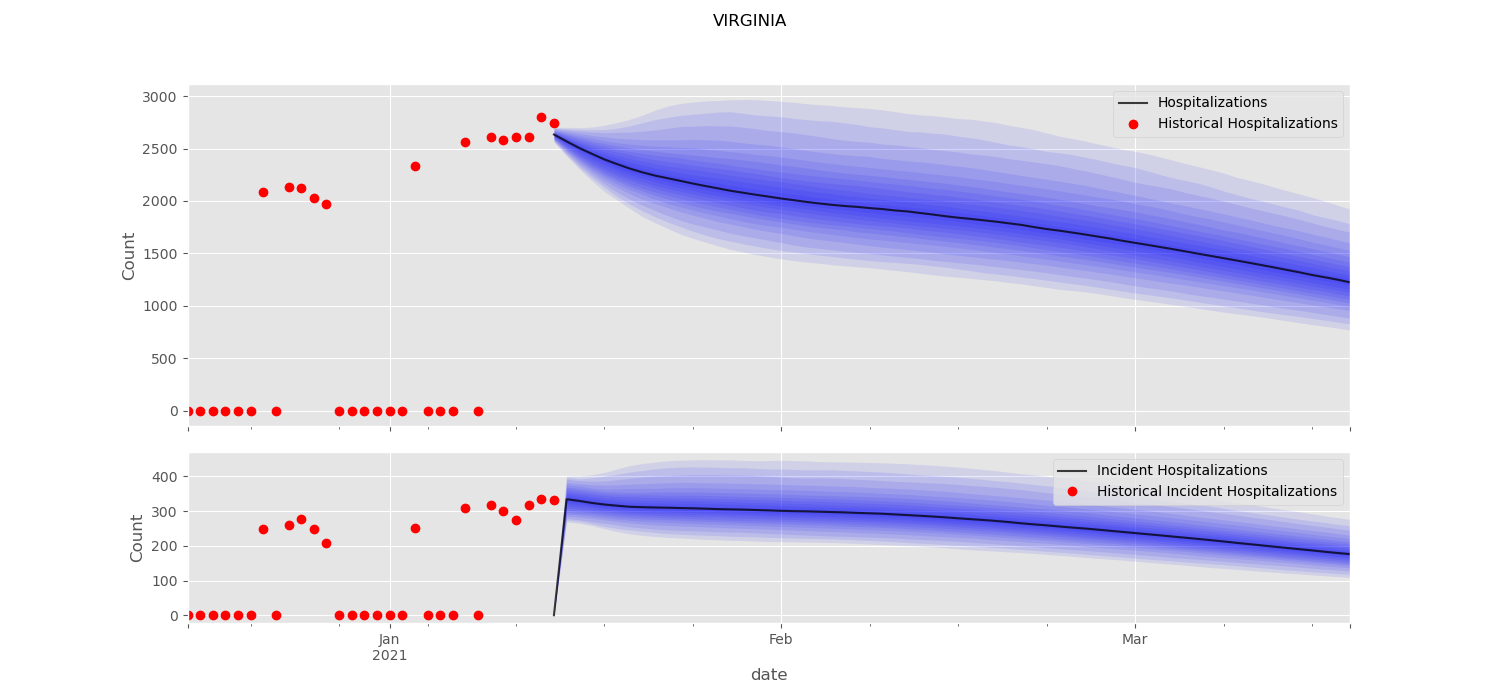 VIRGINIA
3000
2500
2000
1500
1000
500
0
Count
Hospitalizations
Historical Hospitalizations
400
300
200
100
0
Count
Incident Hospitalizations
Historical Incident Hospitalizations
Jan
2021
Feb
Mar
date